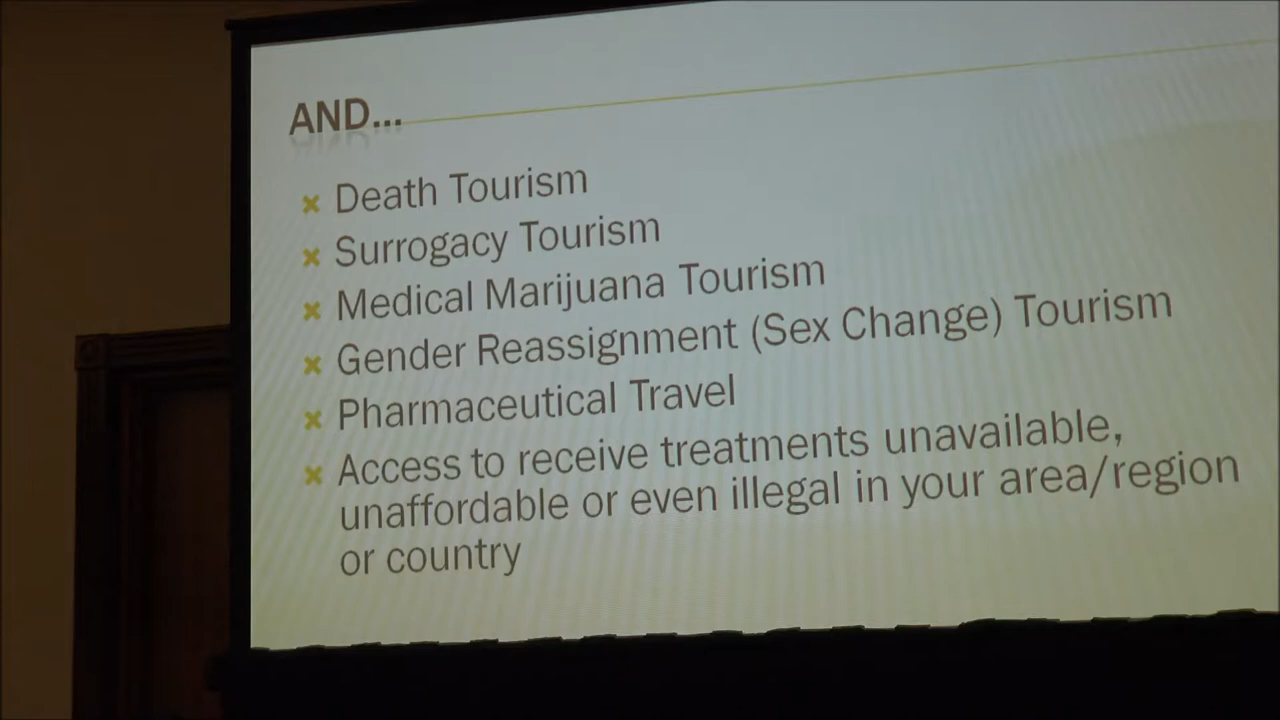 AND...
Death Tourism
Surrogacy Tourism
Medical Marijuana Tourism
Gender Reassignment (Sex Change) Tourism
Pharmaceutical Travel
Access to receive treatments unavailable,
unaffordable or even illegal in your area/region
or country